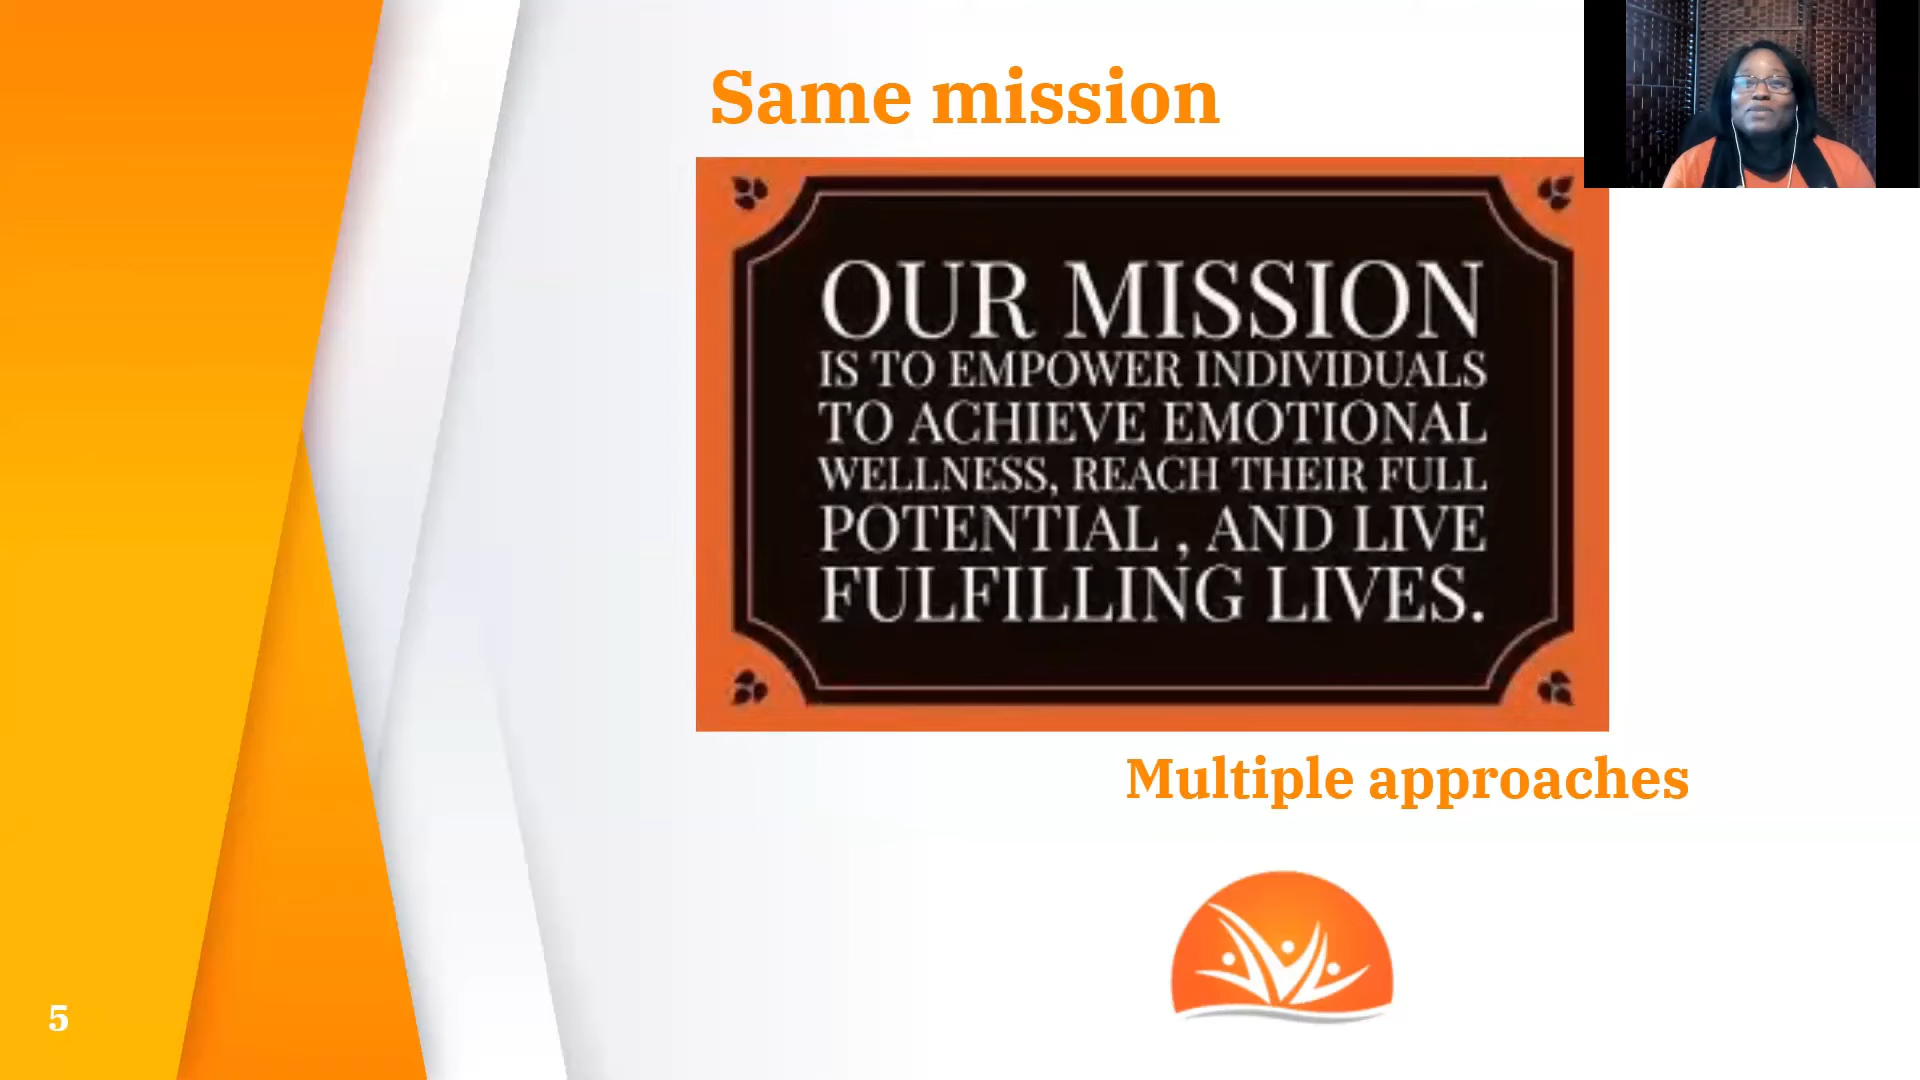 Same mission
OUR MISSION
IS TO EMPOWER INDIVIDUALS
TO ACHIEVE EMOTIONAL
WELLNESS, REACH THEIR FULL
POTENTIAL , AND LIVE
FULFILLING LIVES.
Multiple approaches
5